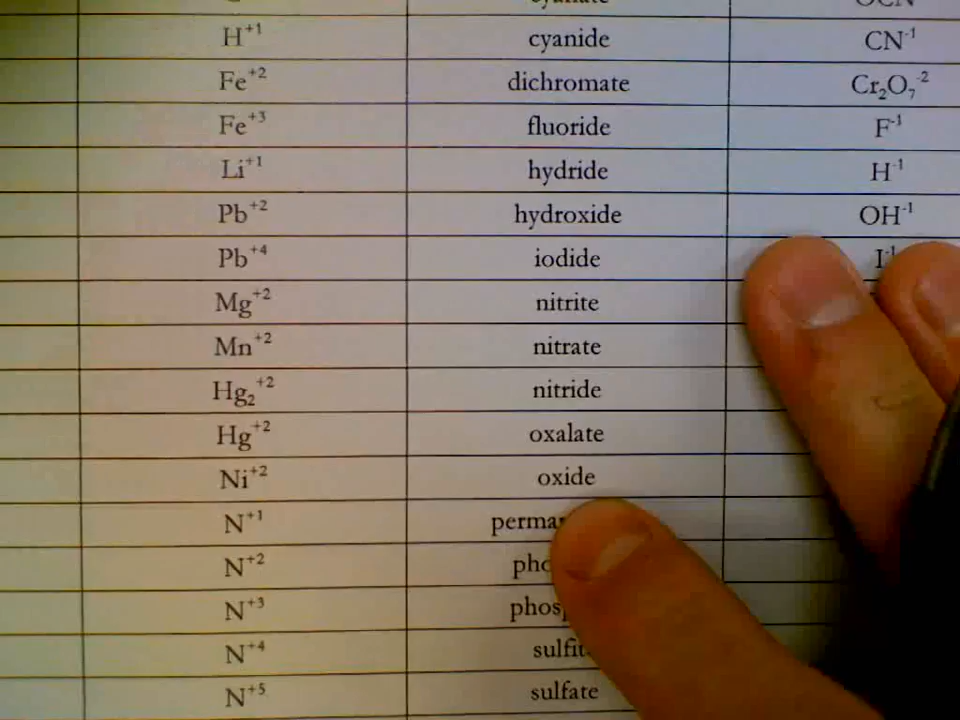 cyanate OCN
H+1 cyanide CN-1
Fe+2 dichromate Cr2O7-2
Fe+3 fluoride F-1
Li+1 hydride H-1
Pb+2 hydroxide OH-1
Pb+4 iodide I-1
Mg+2 nitrite
Mn+2 nitrate
Hg2+2 nitride
Hg+2 oxalate
Ni+2 oxide
N+1 perma
N+2 pho
N+3 phos
N+4 sulfit
N+5 sulfate